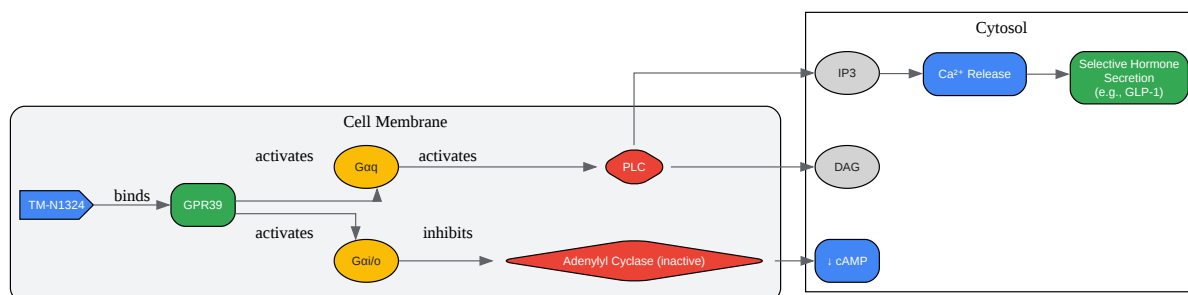 Cytosol
IP3
Ca²⁺ Release
Selective Hormone
Secretion
(e.g., GLP-1)
Cell Membrane
activates
Gαq
activates
PLC
DAG
TM-N1324
binds
GPR39
activates
Gαi/o
inhibits
Adenylyl Cyclase (inactive)
↓ cAMP